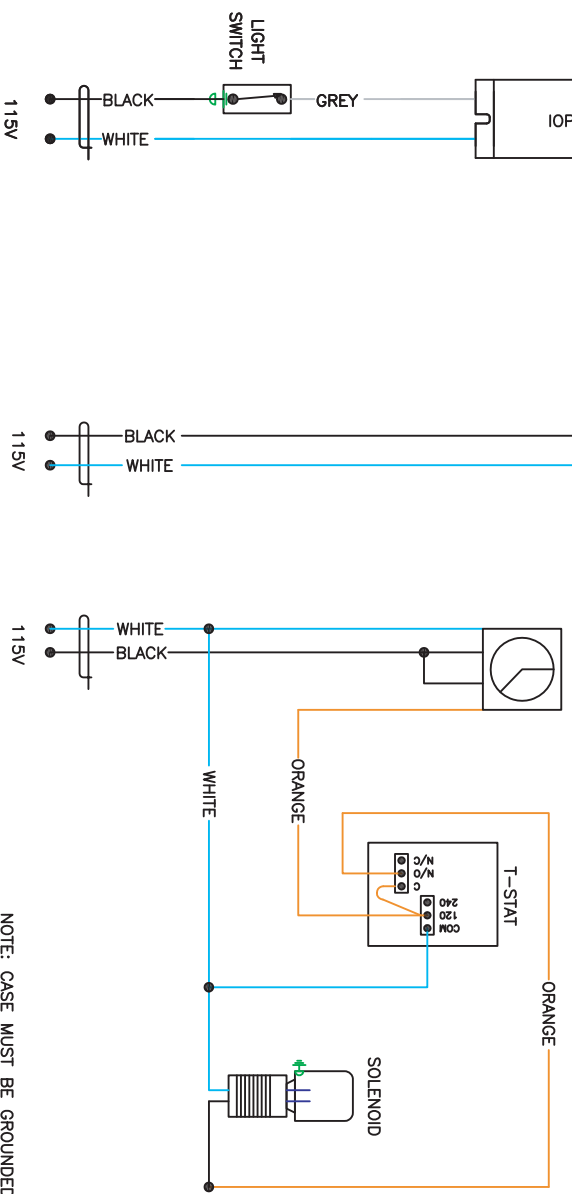 LIGHT
SWITCH
BLACK
GREY
WHITE
115V
BLACK
WHITE
115V
WHITE
BLACK
115V
WHITE
ORANGE
T-STAT
N/C
N/O
C
240
120
COM
ORANGE
SOLENOID
NOTE: CASE MUST BE GROUNDED